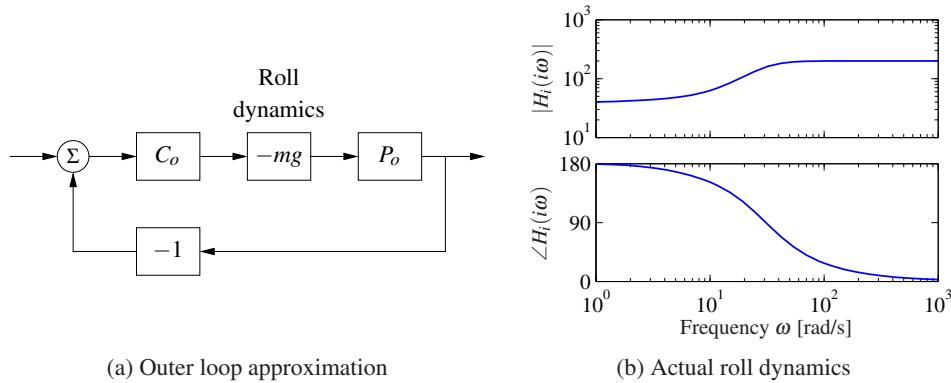 Roll
dynamics
Σ
C_o
−mg
P_o
−1
(a) Outer loop approximation
|H_i(iω)|
10^3
10^2
10^1
∠H_i(iω)
180
90
0
10^0 10^1 10^2 10^3
Frequency ω [rad/s]
(b) Actual roll dynamics